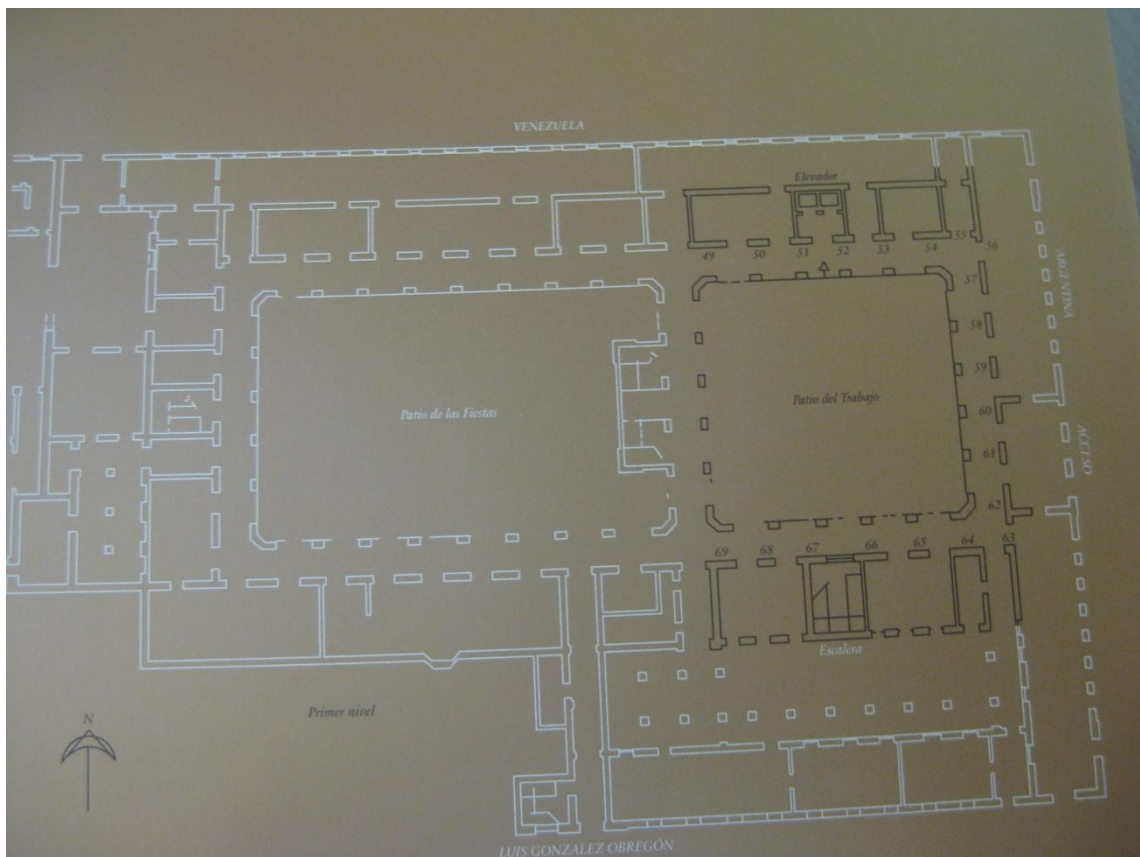 VENEZUELA
Elevador
49 50 51 52 53 54 55 56
57
ARGENTINA
58
59
Patio de las Fiestas
Patio del Trabajo
60
ACCESO
61
62
69 68 67 66 65 64 63
Escalera
Primer nivel
N
LUIS GONZALEZ OBREGÓN